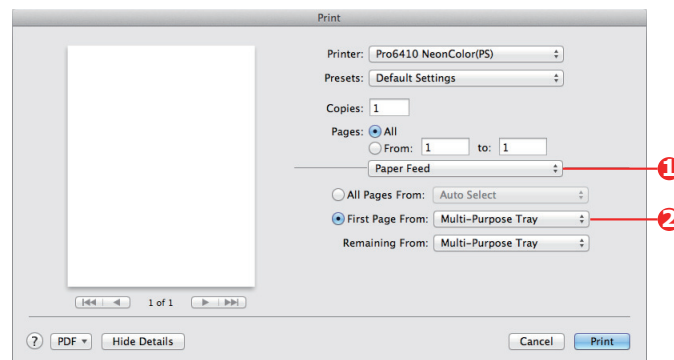 Print
Printer: Pro6410 NeonColor(PS)
Presets: Default Settings
Copies: 1
Pages: All
From: 1 to: 1
Paper Feed
1
All Pages From: Auto Select
First Page From: Multi-Purpose Tray
2
Remaining From: Multi-Purpose Tray
1 of 1
? PDF Hide Details Cancel Print